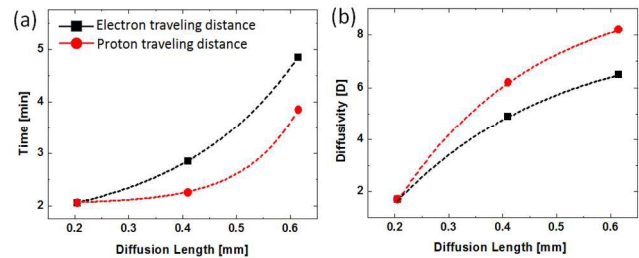 (a)
Electron traveling distance
Proton traveling distance
Time [min]
5
4
3
2
0.2 0.3 0.4 0.5 0.6
Diffusion Length [mm]
(b)
Diffusivity [D]
8
6
4
2
0.2 0.3 0.4 0.5 0.6
Diffusion Length [mm]